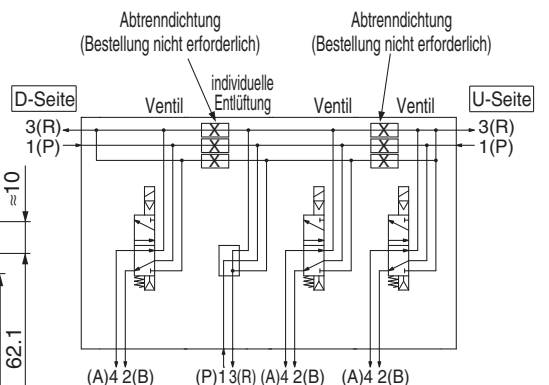 Abtrenndichtung
(Bestellung nicht erforderlich)
Abtrenndichtung
(Bestellung nicht erforderlich)
D-Seite
Ventil
individuelle
Entlüftung
Ventil
Ventil
U-Seite
3(R)
1(P)
3(R)
1(P)
≈10
62.1
(A)4 2(B)
(P)1 3(R)
(A)4 2(B)
(A)4 2(B)